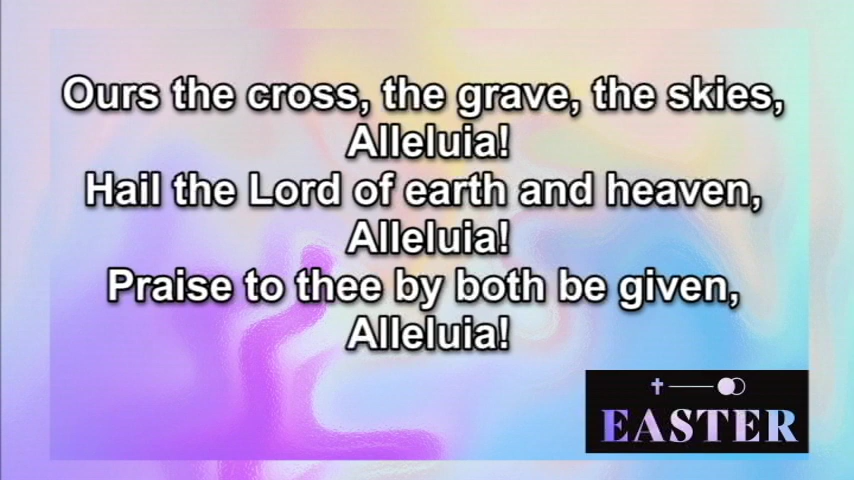 Ours the cross, the grave, the skies,
Alleluia!
Hail the Lord of earth and heaven,
Alleluia!
Praise to thee by both be given,
Alleluia!
EASTER